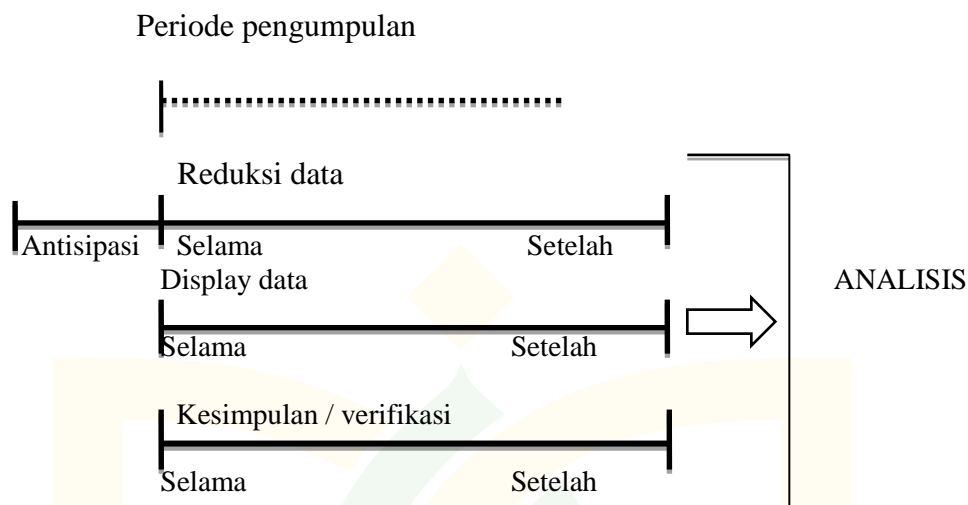 Periode pengumpulan
Reduksi data
Antisipasi Selama Setelah
Display data
ANALISIS
Selama Setelah
Kesimpulan / verifikasi
Selama Setelah